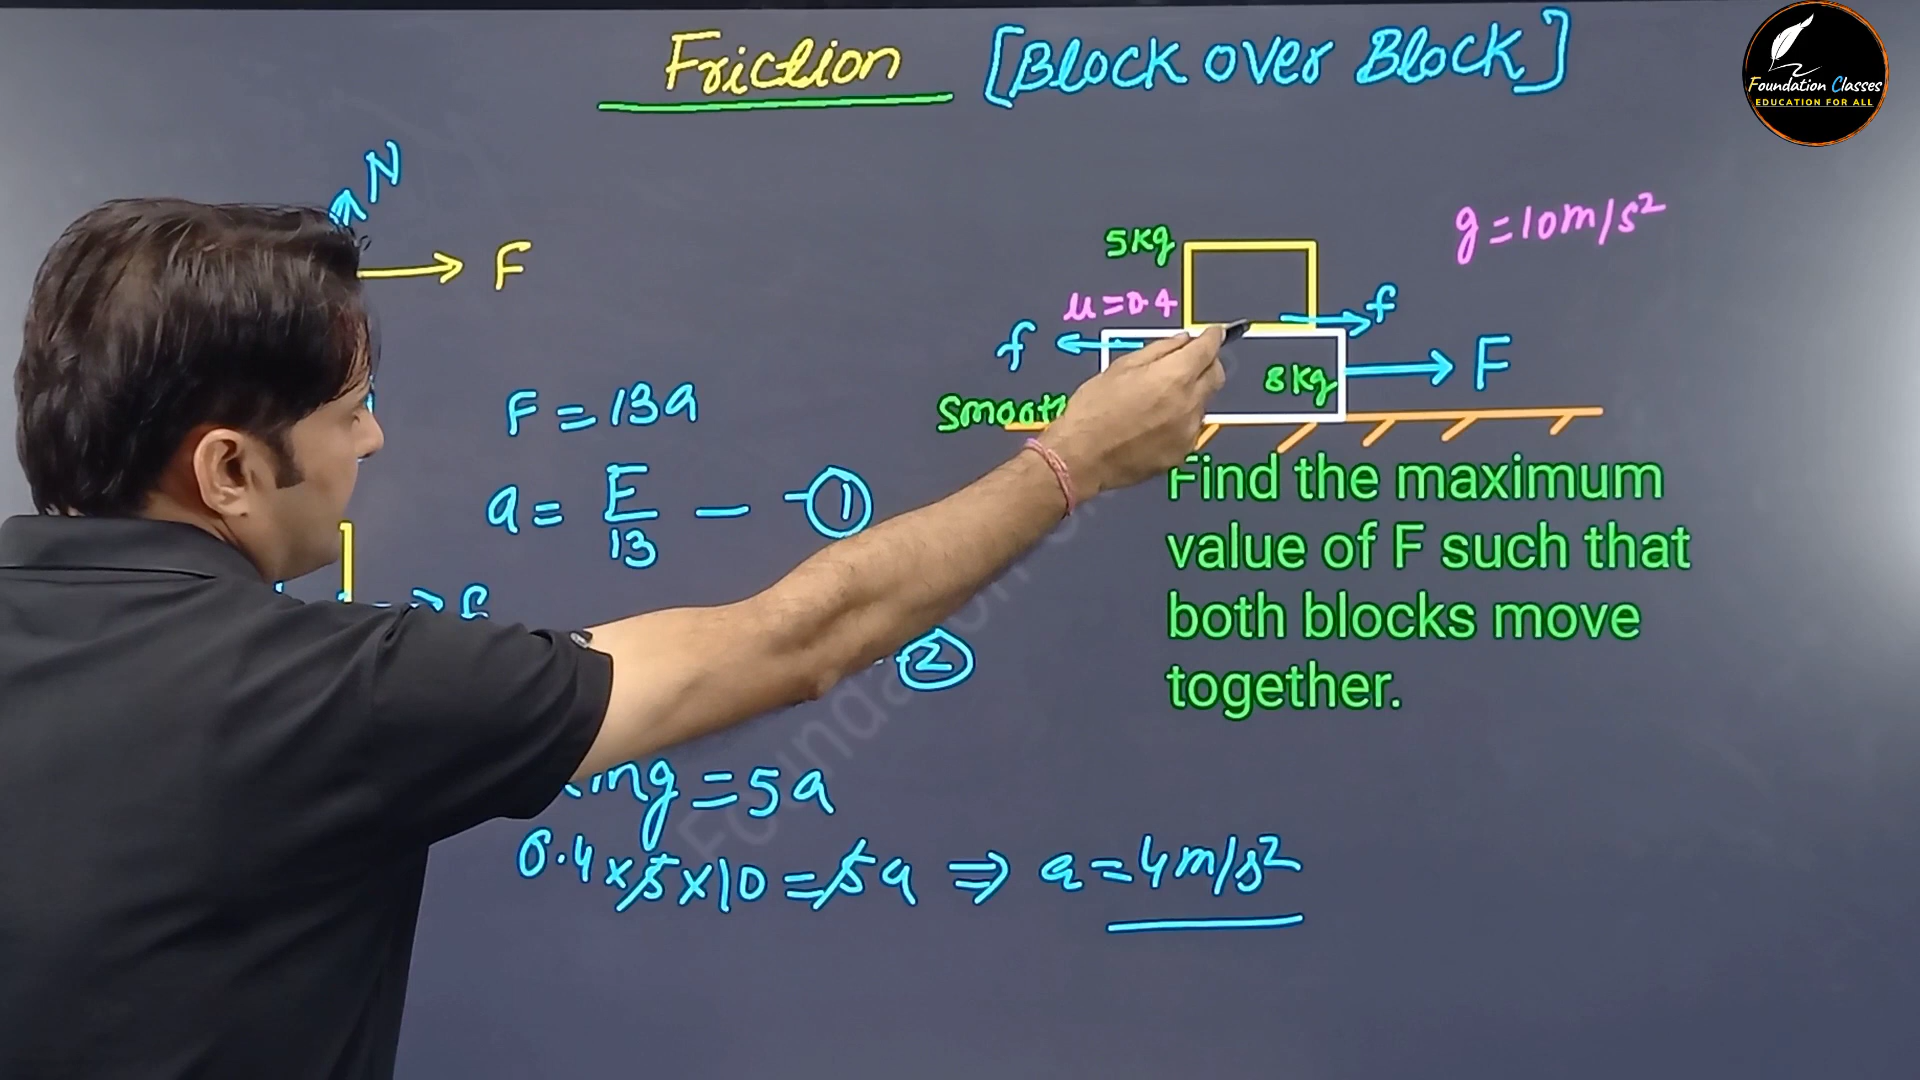 Friction [Block over Block]
Foundation Classes
EDUCATION FOR ALL
N
F
g = 10m/s²
5kg
μ = 0.4
f
f
8kg
F
Smooth
F = 13a
a = F/13 — ①
f
②
Find the maximum
value of F such that
both blocks move
together.
mg = 5a
0.4 × 5 × 10 = 5a ⇒ a = 4m/s²